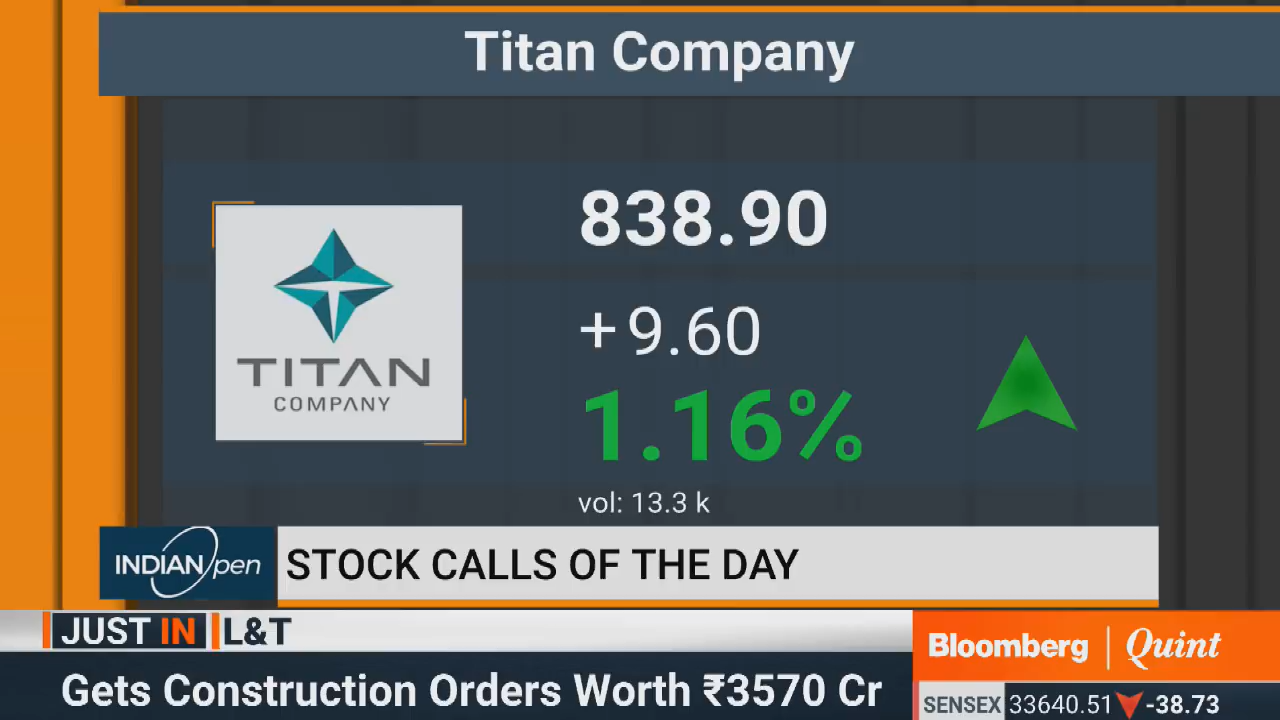 Titan Company
838.90
+9.60
1.16%
vol: 13.3 k
TITAN
COMPANY
INDIAN Open
STOCK CALLS OF THE DAY
JUST IN L&T
Gets Construction Orders Worth ₹3570 Cr
Bloomberg | Quint
SENSEX 33640.51 -38.73